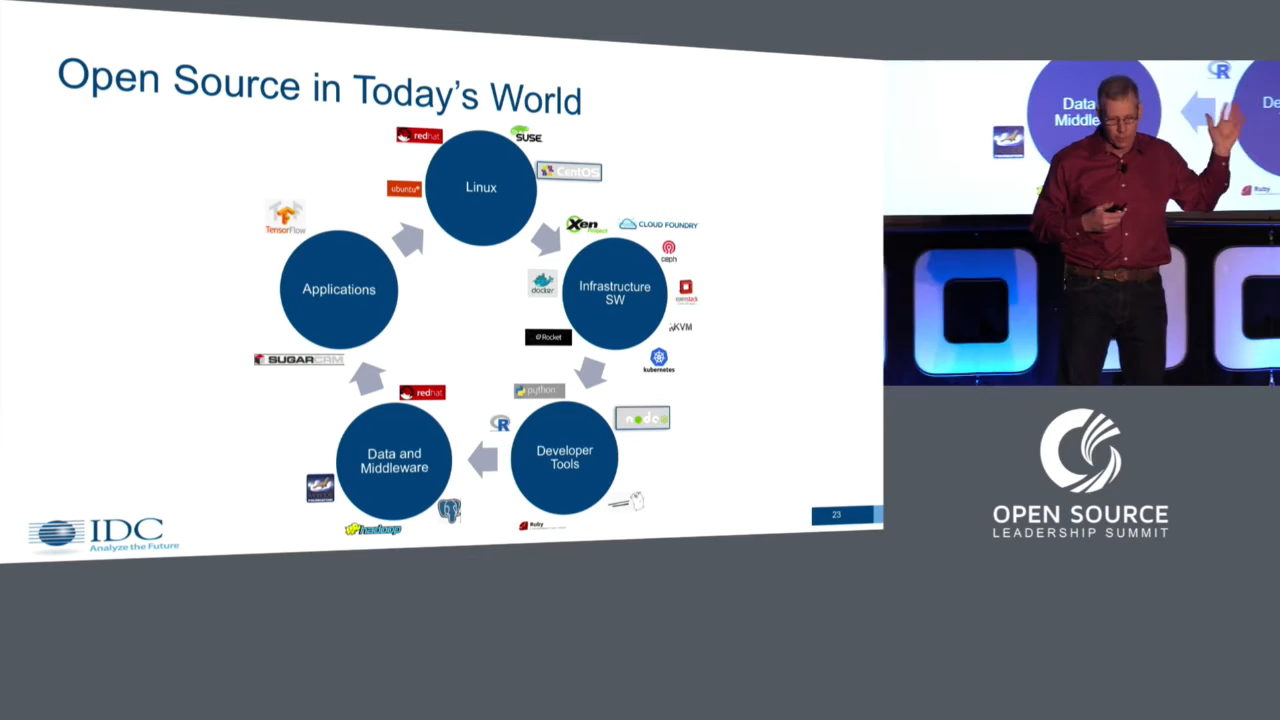 Open Source in Today's World
redhat
SUSE
Linux
CentOS
ubuntu
TensorFlow
Xen
Project
CLOUD FOUNDRY
ceph
Applications
docker
Infrastructure
SW
openstack
KVM
Rocket
SUGARCRM
kubernetes
redhat
python
node
R
Data and
Middleware
Developer
Tools
hadoop
Ruby
23
IDC
Analyze the Future
R
Data
Middle
De
Ruby
OPEN SOURCE
LEADERSHIP SUMMIT